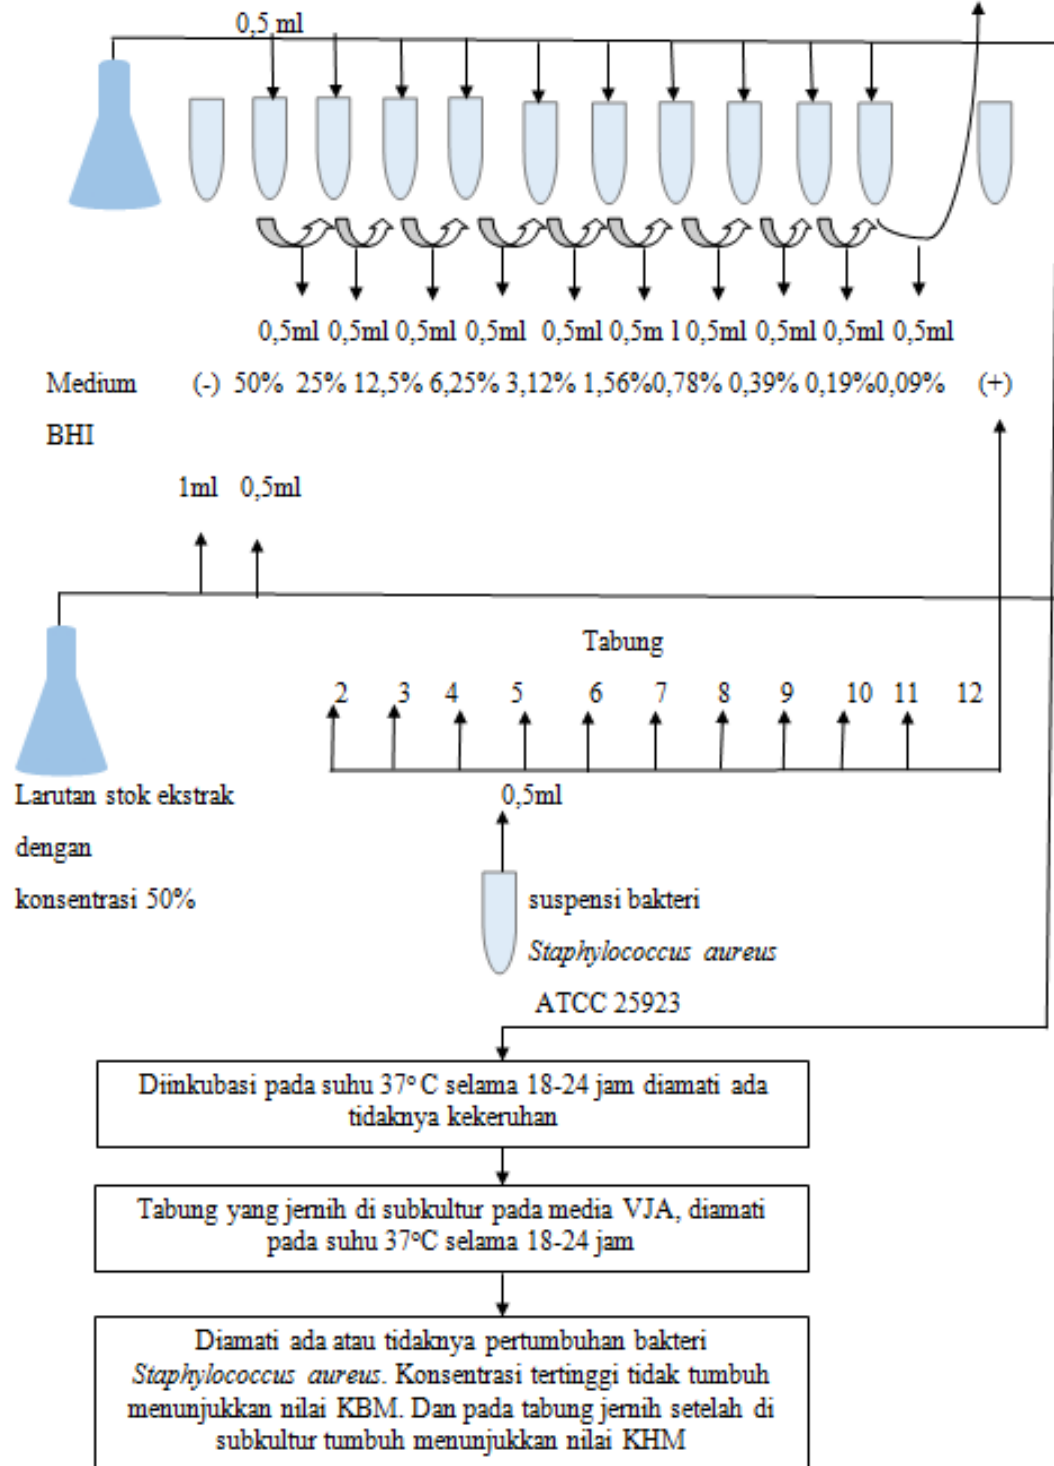 0,5 ml
0,5ml 0,5ml 0,5ml 0,5ml 0,5ml 0,5m l 0,5ml 0,5ml 0,5ml 0,5ml
Medium (-) 50% 25% 12,5% 6,25% 3,12% 1,56%0,78% 0,39% 0,19%0,09% (+)
BHI
1ml 0,5ml
Tabung
2 3 4 5 6 7 8 9 10 11 12
Larutan stok ekstrak
dengan
konsentrasi 50%
0,5ml
suspensi bakteri
Staphylococcus aureus
ATCC 25923
Diinkubasi pada suhu 37°C selama 18-24 jam diamati ada
tidaknya kekeruhan
Tabung yang jernih di subkultur pada media VJA, diamati
pada suhu 37°C selama 18-24 jam
Diamati ada atau tidaknya pertumbuhan bakteri
Staphylococcus aureus. Konsentrasi tertinggi tidak tumbuh
menunjukkan nilai KBM. Dan pada tabung jernih setelah di
subkultur tumbuh menunjukkan nilai KHM